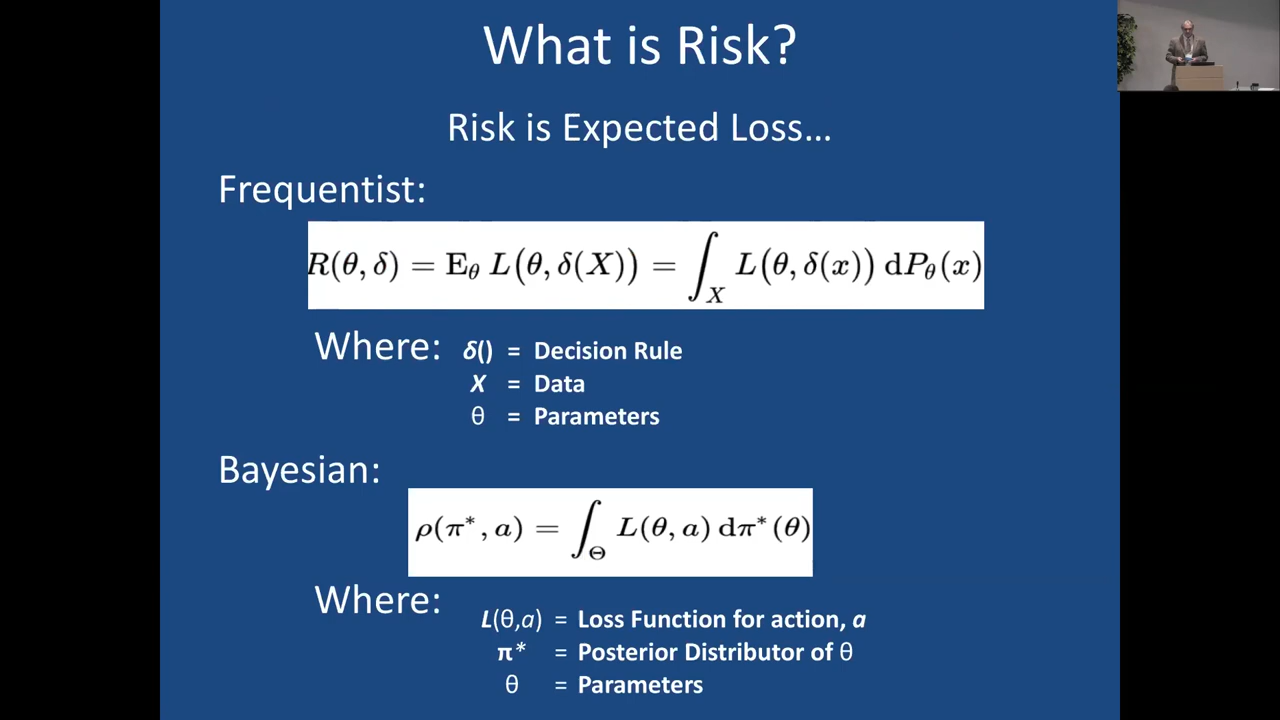 What is Risk?
Risk is Expected Loss…
Frequentist:
R(θ, δ) = E_θ L(θ, δ(X)) = ∫_X L(θ, δ(x)) dP_θ(x)
Where:
δ() = Decision Rule
X = Data
θ = Parameters
Bayesian:
ρ(π*, a) = ∫_Θ L(θ, a) dπ*(θ)
Where:
L(θ,a) = Loss Function for action, a
π* = Posterior Distributor of θ
θ = Parameters